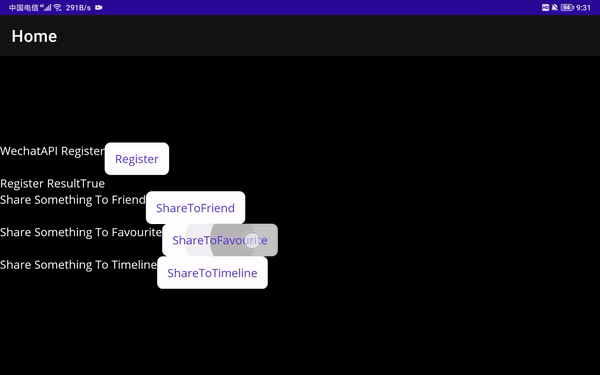 中国电信 291B/s 9:31
Home
WechatAPI Register Register
Register ResultTrue
Share Something To Friend ShareToFriend
Share Something To Favourite ShareToFavourite
Share Something To Timeline ShareToTimeline